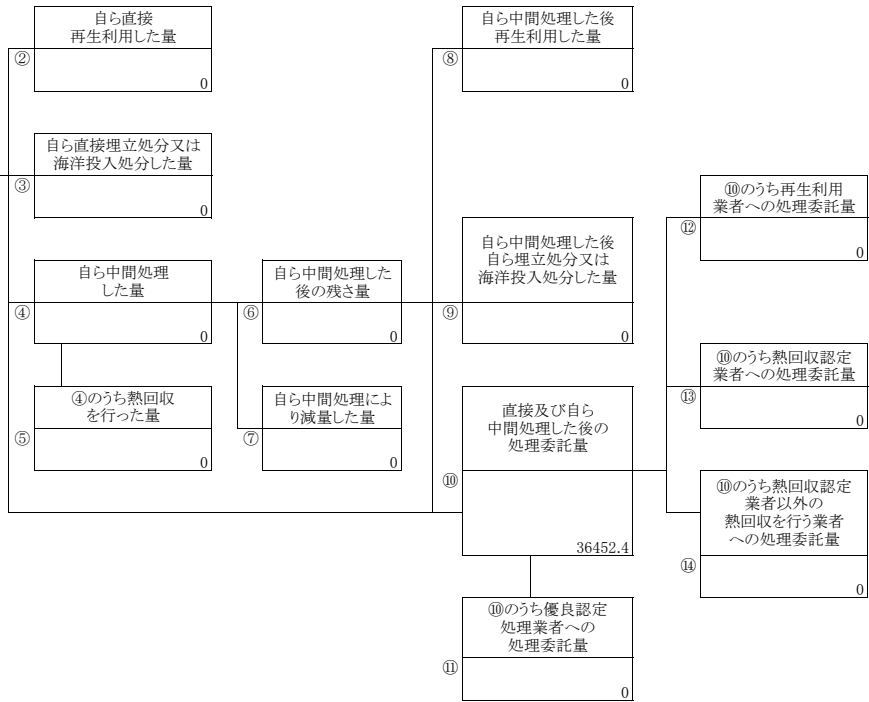 自ら直接
再生利用した量
②
0
自ら中間処理した後
再生利用した量
⑧
0
自ら直接埋立処分又は
海洋投入処分した量
③
0
⑩のうち再生利用
業者への処理委託量
⑫
0
自ら中間処理
した量
④
0
自ら中間処理した
後の残さ量
⑥
0
自ら中間処理した後
自ら埋立処分又は
海洋投入処分した量
⑨
0
⑩のうち熱回収認定
業者への処理委託量
⑬
0
④のうち熱回収
を行った量
⑤
0
自ら中間処理によ
り減量した量
⑦
0
直接及び自ら
中間処理した後の
処理委託量
⑩
36452.4
⑩のうち熱回収認定
業者以外の
熱回収を行う業者
への処理委託量
⑭
0
⑩のうち優良認定
処理業者への
処理委託量
⑪
0